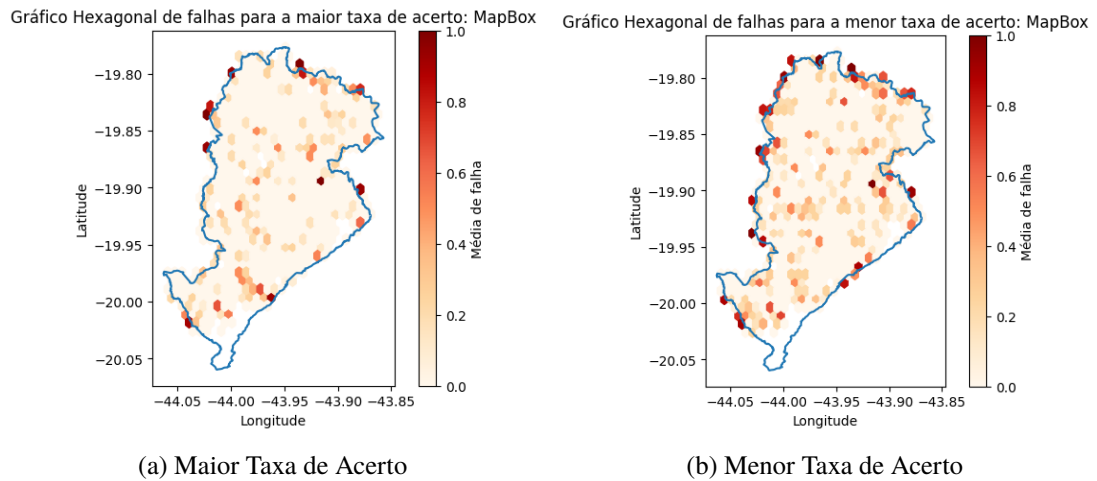 Gráfico Hexagonal de falhas para a maior taxa de acerto: MapBox
−19.80
−19.85
−19.90
−19.95
−20.00
−20.05
Latitude
−44.05 −44.00 −43.95 −43.90 −43.85
Longitude
1.0
0.8
0.6
0.4
0.2
0.0
Média de falha
(a) Maior Taxa de Acerto
Gráfico Hexagonal de falhas para a menor taxa de acerto: MapBox
−19.80
−19.85
−19.90
−19.95
−20.00
−20.05
Latitude
−44.05 −44.00 −43.95 −43.90 −43.85
Longitude
1.0
0.8
0.6
0.4
0.2
0.0
Média de falha
(b) Menor Taxa de Acerto